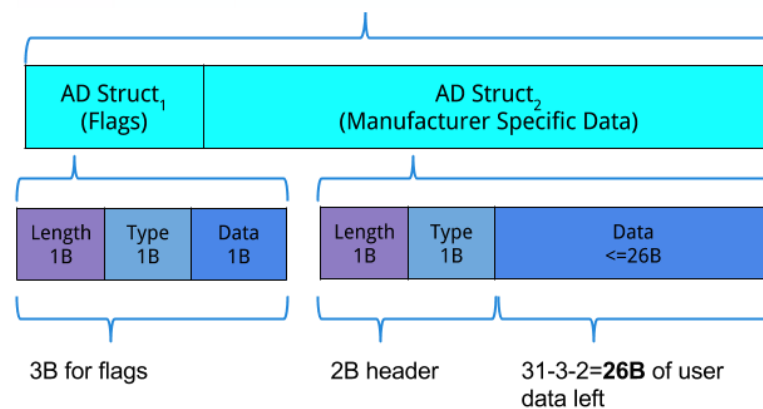 AD Struct1
(Flags)
AD Struct2
(Manufacturer Specific Data)
Length
1B
Type
1B
Data
1B
Length
1B
Type
1B
Data
<=26B
3B for flags
2B header
31-3-2=26B of user
data left